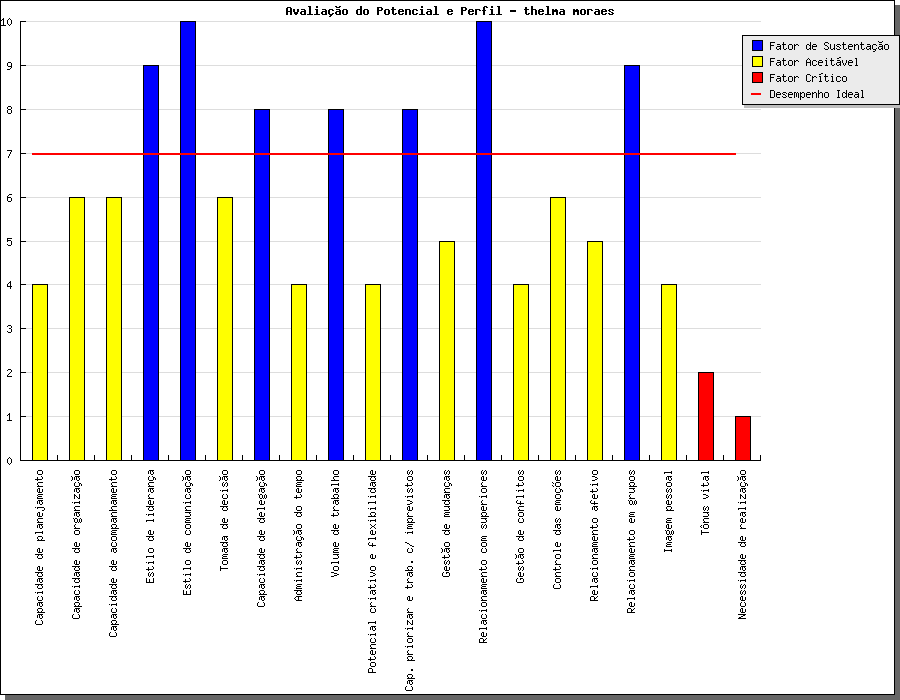 Avaliação do Potencial e Perfil - thelma moraes
Fator de Sustentação
Fator Aceitável
Fator Crítico
Desempenho Ideal
10
9
8
7
6
5
4
3
2
1
0
Capacidade de planejamento
Capacidade de organização
Capacidade de acompanhamento
Estilo de liderança
Estilo de comunicação
Tomada de decisão
Capacidade de delegação
Administração do tempo
Volume de trabalho
Potencial criativo e flexibilidade
Cap. priorizar e trab. c/ imprevistos
Gestão de mudanças
Relacionamento com superiores
Gestão de conflitos
Controle das emoções
Relacionamento afetivo
Relacionamento em grupos
Imagem pessoal
Tônus vital
Necessidade de realização